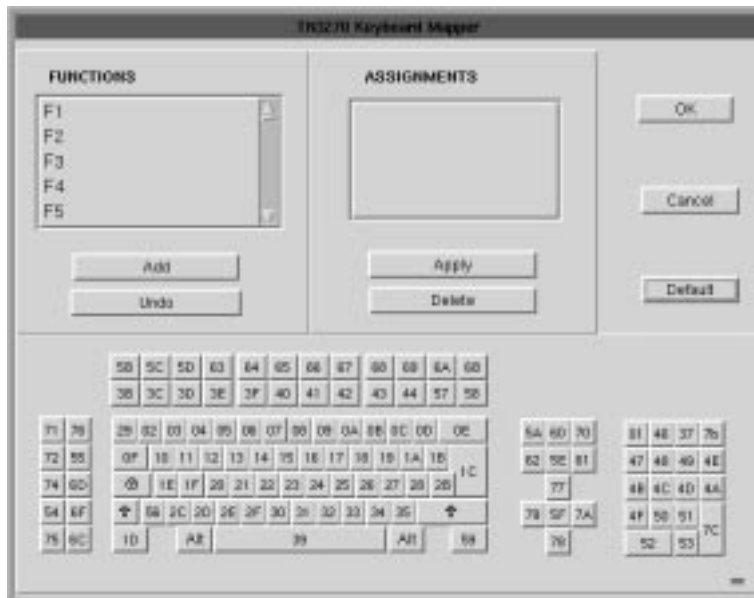 TN3270 Keyboard Mapper
FUNCTIONS
F1
F2
F3
F4
F5
Add
Undo
ASSIGNMENTS
Apply
Delete
OK
Cancel
Default
5B 5C 5D 63 64 65 66 67 68 69 6A 6B
3B 3C 3D 3E 3F 40 41 42 43 44 57 58
71 76 29 02 03 04 05 06 07 08 09 0A 0B 0C 0D 0E 5A 6D 70 01 46 37 7b
72 55 0F 10 11 12 13 14 15 16 17 18 19 1A 1B 1C 62 5E 61 47 48 49 4E
74 6D 1E 1F 20 21 22 23 24 25 26 27 28 2B 77 4B 4C 4D 4A
54 6F 56 2C 2D 2E 2F 30 31 32 33 34 35 79 5F 7A 4F 50 51 7C
75 6C 1D Alt 39 Alt 59 78 52 53